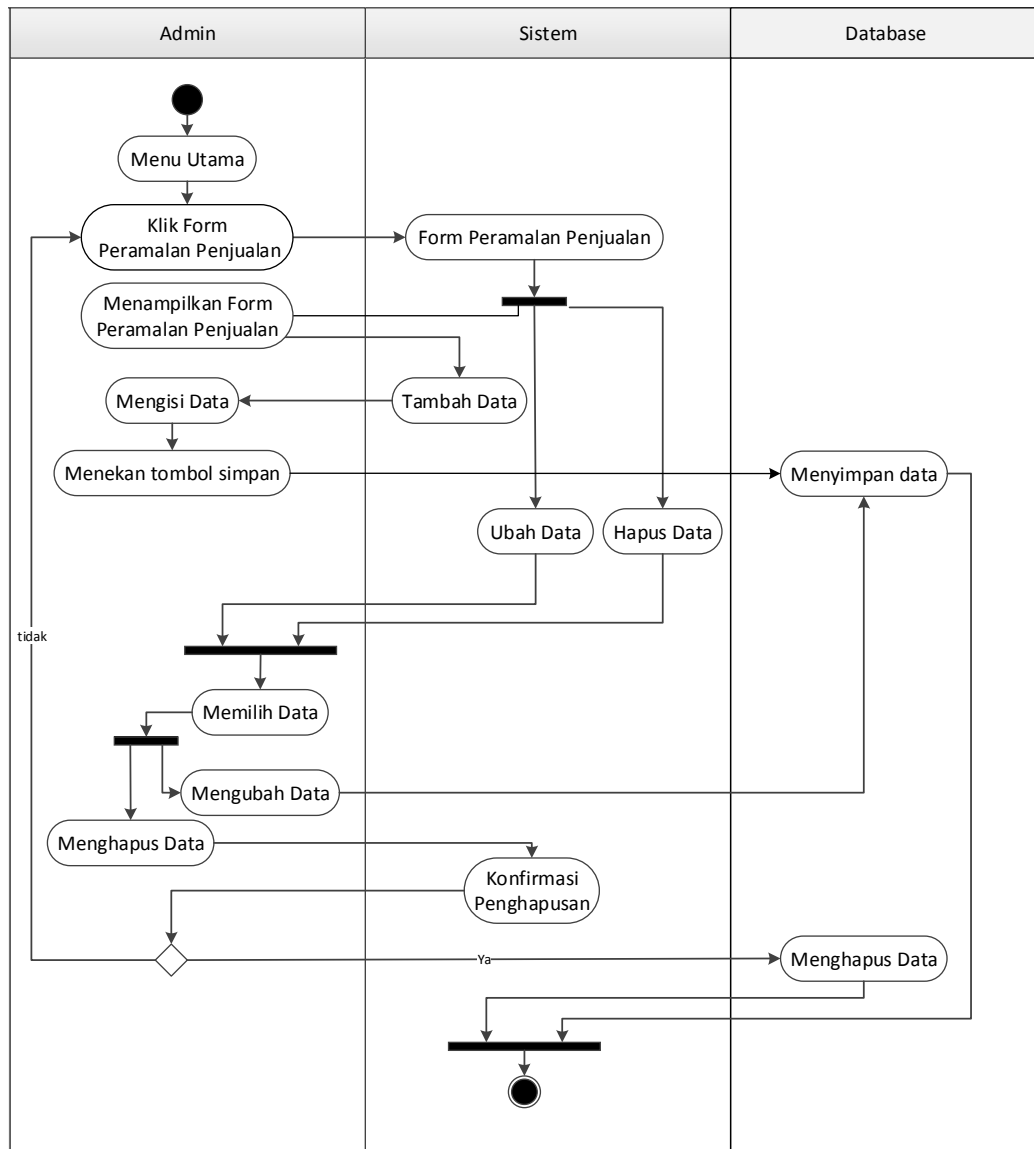 Admin
Sistem
Database
Menu Utama
Klik Form
Peramalan Penjualan
Form Peramalan Penjualan
Menampilkan Form
Peramalan Penjualan
Mengisi Data
Tambah Data
Menekan tombol simpan
Menyimpan data
Ubah Data
Hapus Data
tidak
Memilih Data
Mengubah Data
Menghapus Data
Konfirmasi
Penghapusan
Ya
Menghapus Data